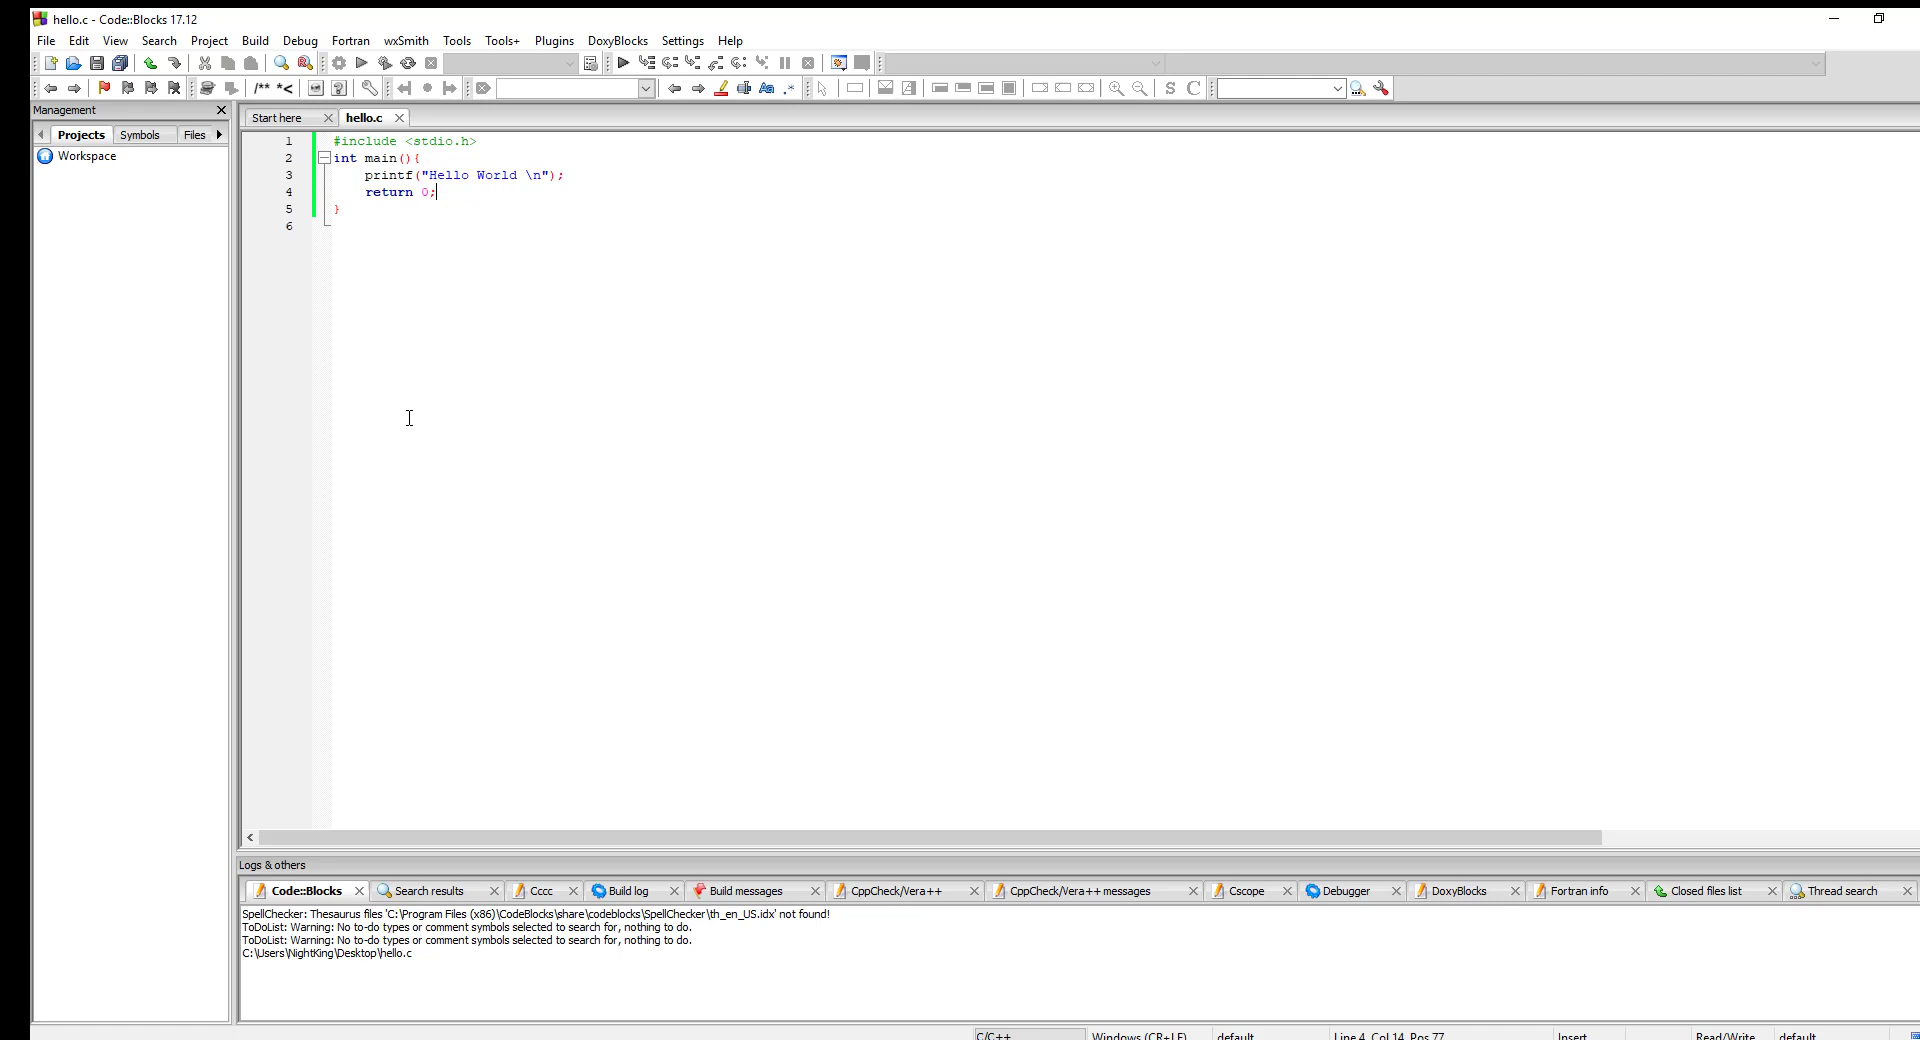 hello.c - Code::Blocks 17.12
File Edit View Search Project Build Debug Fortran wxSmith Tools Tools+ Plugins DoxyBlocks Settings Help
/** *<
S C
Management
Projects Symbols Files
Workspace
Start here hello.c
1 #include <stdio.h>
2 int main(){
3 printf("Hello World \n");
4 return 0;
5 }
6
Logs & others
Code::Blocks Search results Cccc Build log Build messages CppCheck/Vera++ CppCheck/Vera++ messages Cscope Debugger DoxyBlocks Fortran info Closed files list Thread search
SpellChecker: Thesaurus files 'C:\Program Files (x86)\CodeBlocks\share\codeblocks\SpellChecker\th_en_US.idx' not found!
ToDoList: Warning: No to-do types or comment symbols selected to search for, nothing to do.
ToDoList: Warning: No to-do types or comment symbols selected to search for, nothing to do.
C:\Users\NightKing\Desktop\hello.c
C/C++ Windows (CR+LF) default Line 4, Col 14, Pos 77 Insert Read/Write default